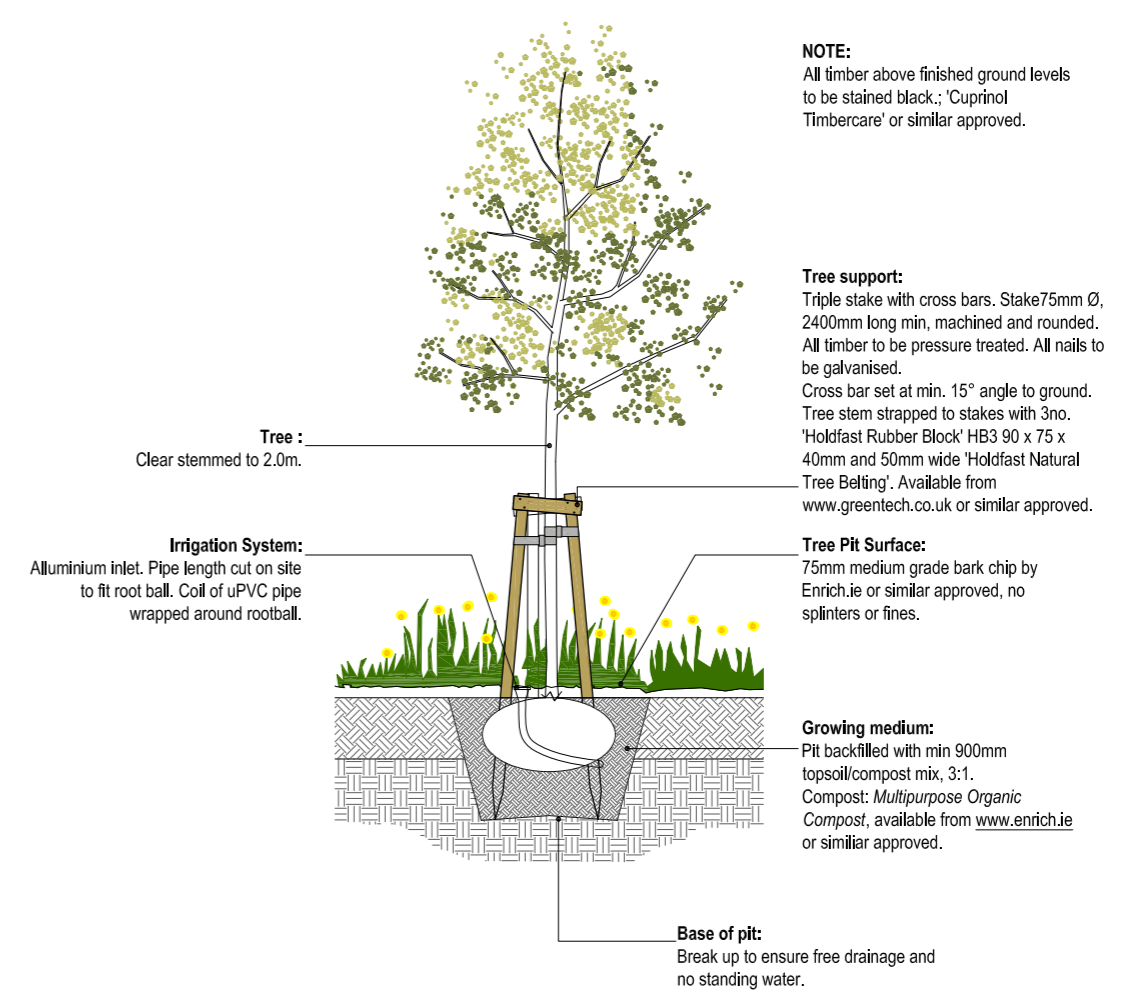 NOTE:
All timber above finished ground levels
to be stained black.; 'Cuprinol
Timbercare' or similar approved.
Tree support:
Triple stake with cross bars. Stake75mm Ø,
2400mm long min, machined and rounded.
All timber to be pressure treated. All nails to
be galvanised.
Cross bar set at min. 15° angle to ground.
Tree stem strapped to stakes with 3no.
'Holdfast Rubber Block' HB3 90 x 75 x
40mm and 50mm wide 'Holdfast Natural
Tree Belting'. Available from
www.greentech.co.uk or similar approved.
Tree :
Clear stemmed to 2.0m.
Irrigation System:
Alluminium inlet. Pipe length cut on site
to fit root ball. Coil of uPVC pipe
wrapped around rootball.
Tree Pit Surface:
75mm medium grade bark chip by
Enrich.ie or similar approved, no
splinters or fines.
Growing medium:
Pit backfilled with min 900mm
topsoil/compost mix, 3:1.
Compost: Multipurpose Organic
Compost, available from www.enrich.ie
or similiar approved.
Base of pit:
Break up to ensure free drainage and
no standing water.